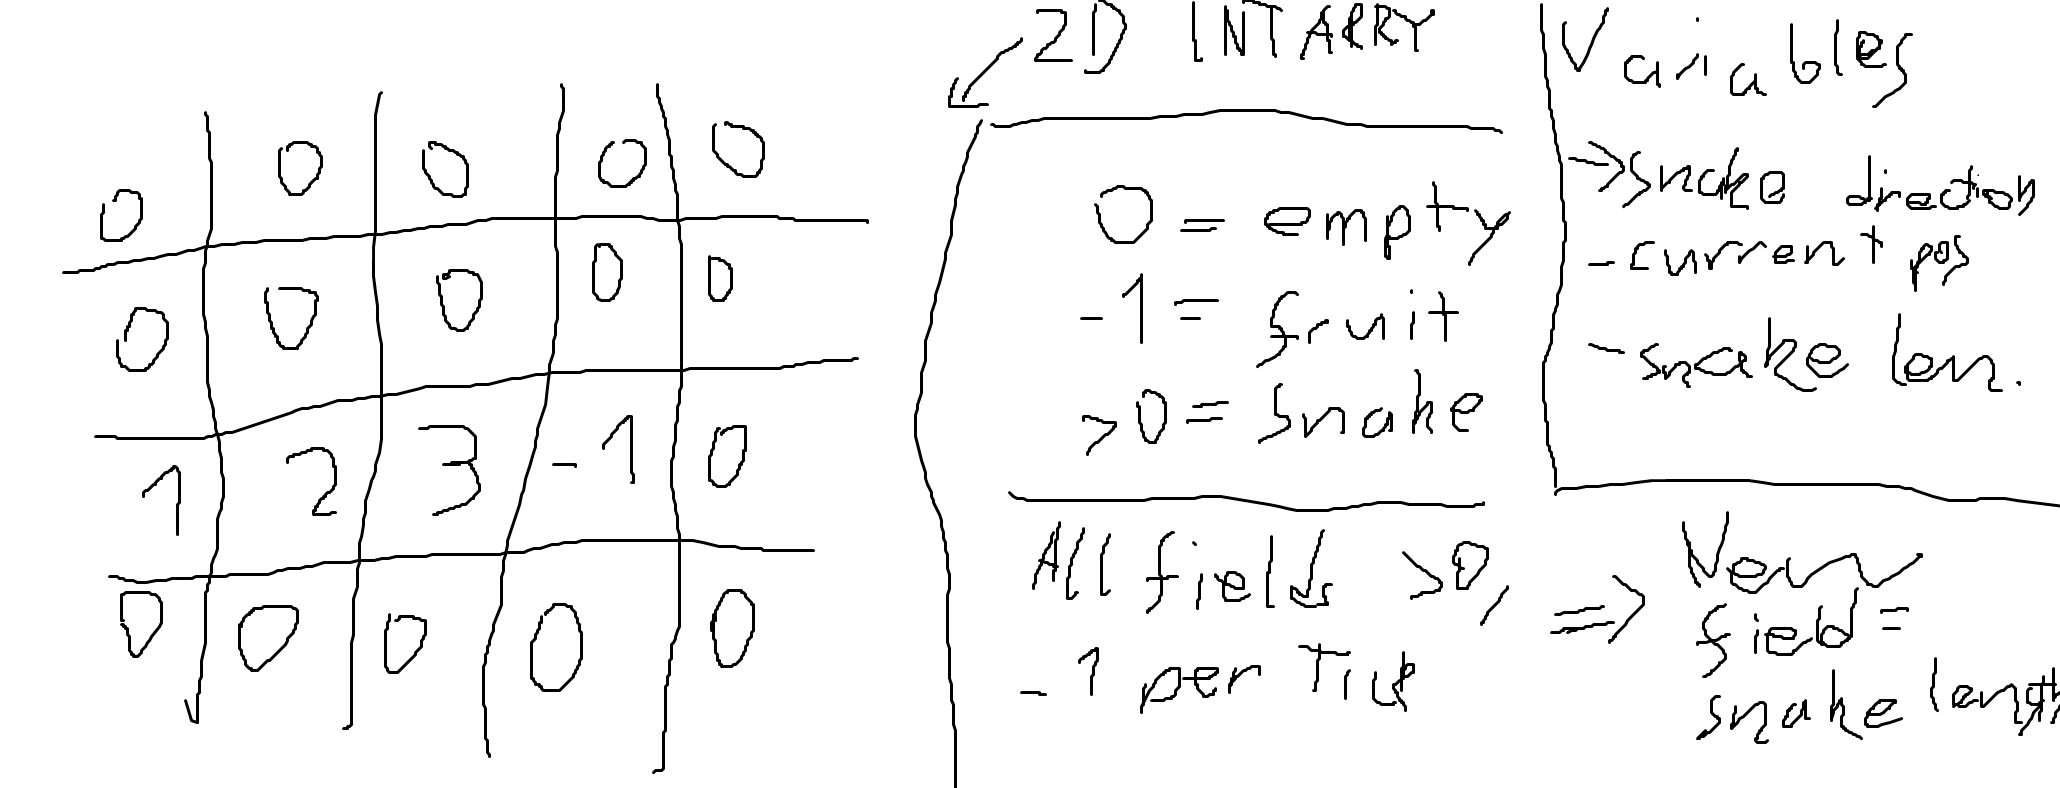 0 0 0 0 0
0 0 0 0 0
1 2 3 -1 0
0 0 0 0 0
2D INT ARRY
0 = empty
-1 = fruit
>0 = snake
All fields >0,
-1 per Tick
Variables
snake direction
- current pos
- snake len.
=>
field =
snake length